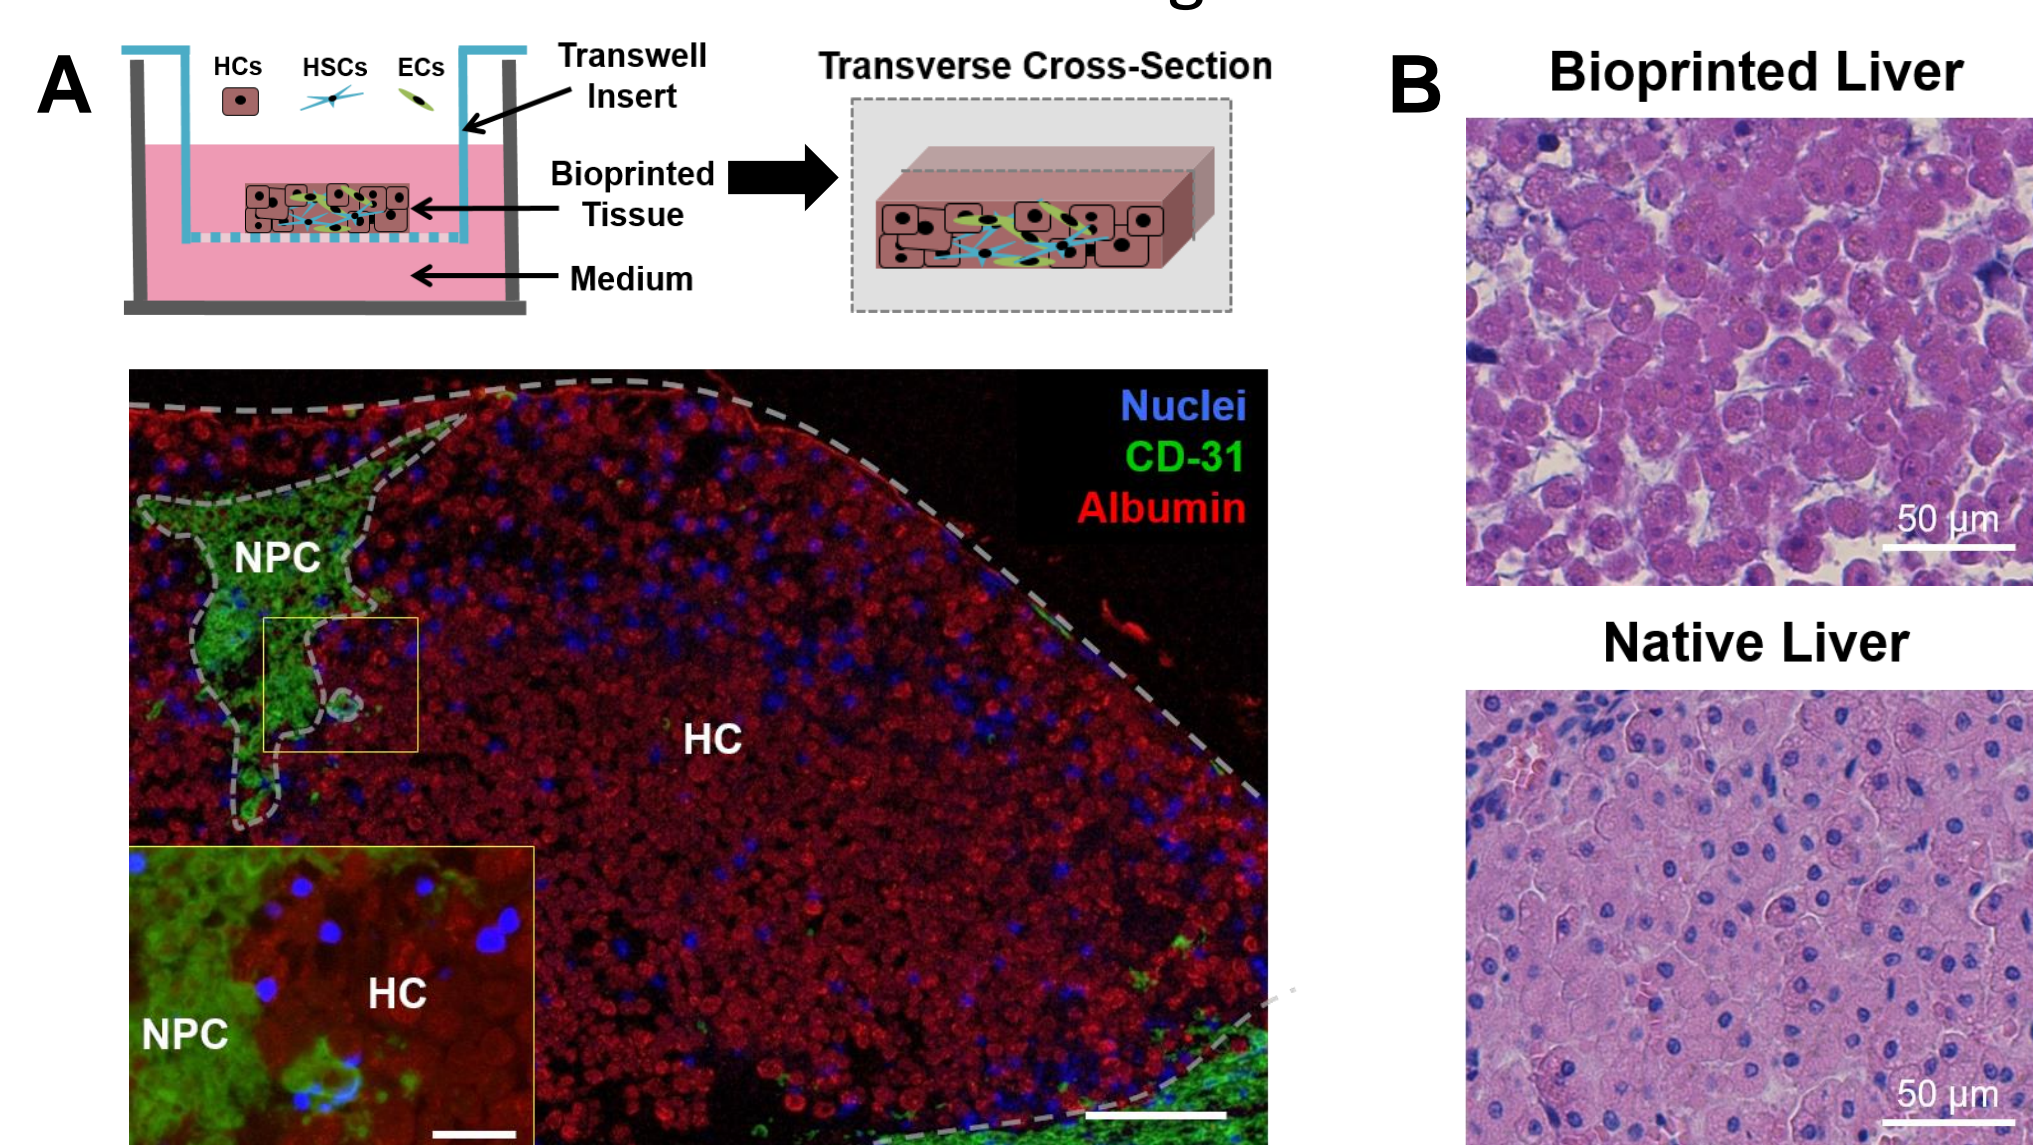 A
HCs
HSCs
ECs
Transwell
Insert
Bioprinted
Tissue
Medium
Transverse Cross-Section
Nuclei
CD-31
Albumin
NPC
HC
HC
NPC
B
Bioprinted Liver
50 µm
Native Liver
50 µm